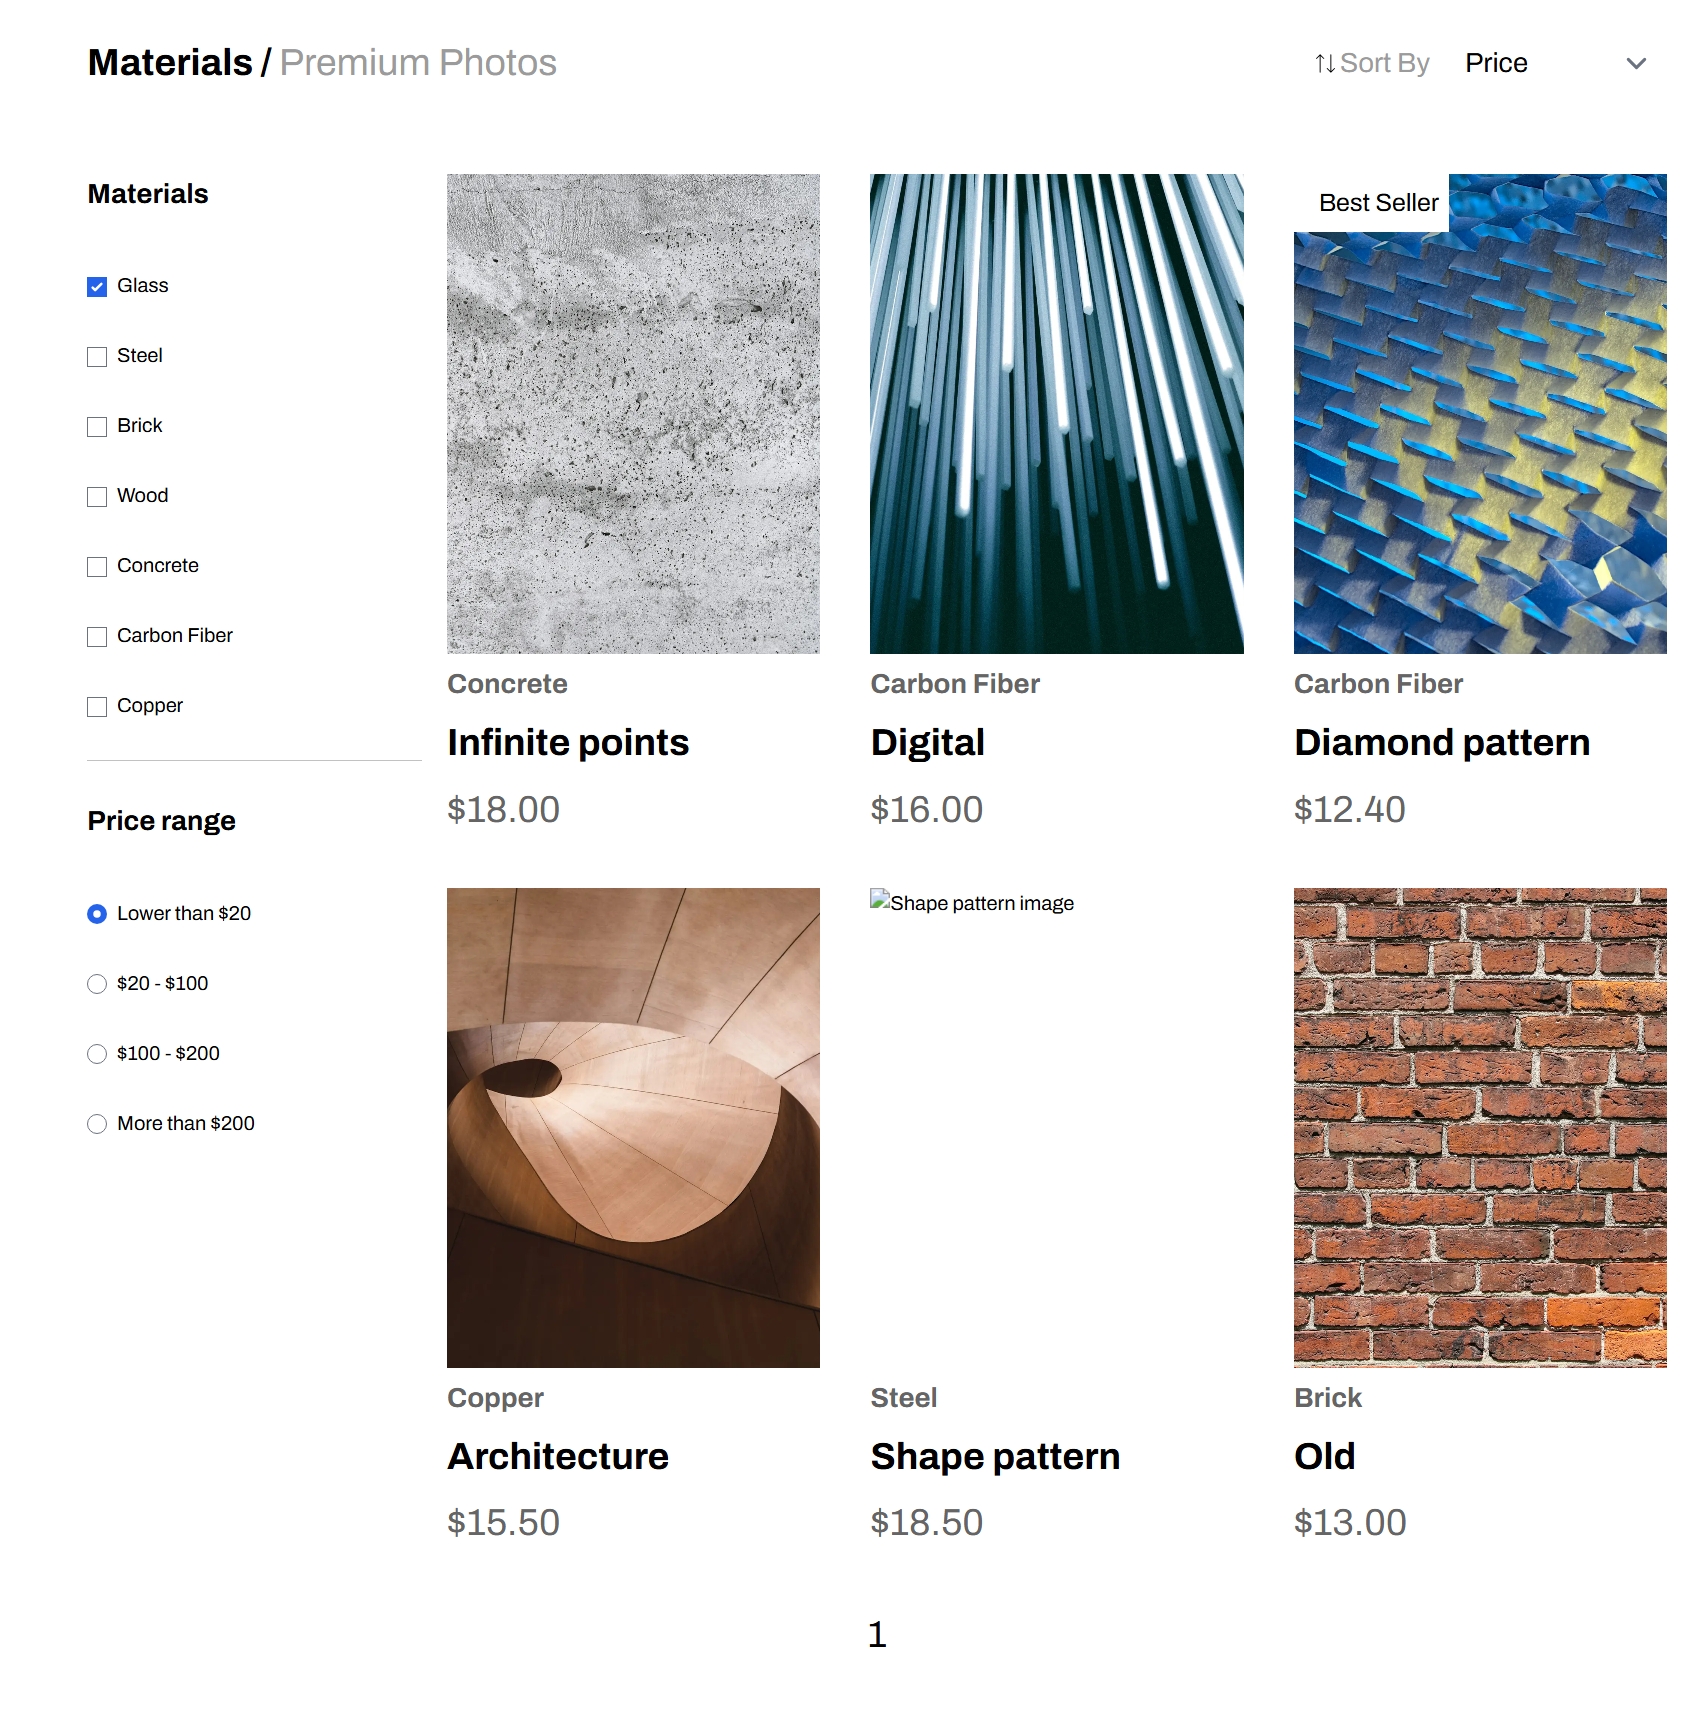 Materials / Premium Photos
Sort By Price
Materials
Glass
Steel
Brick
Wood
Concrete
Carbon Fiber
Copper
Price range
Lower than $20
$20 - $100
$100 - $200
More than $200
Concrete
Infinite points
$18.00
Carbon Fiber
Digital
$16.00
Best Seller
Carbon Fiber
Diamond pattern
$12.40
Copper
Architecture
$15.50
Shape pattern image
Steel
Shape pattern
$18.50
Brick
Old
$13.00
1